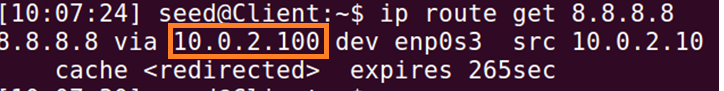 [10:07:24] seed@Client:~$ ip route get 8.8.8.8
8.8.8.8 via 10.0.2.100 dev enp0s3  src 10.0.2.10
    cache <redirected>  expires 265sec